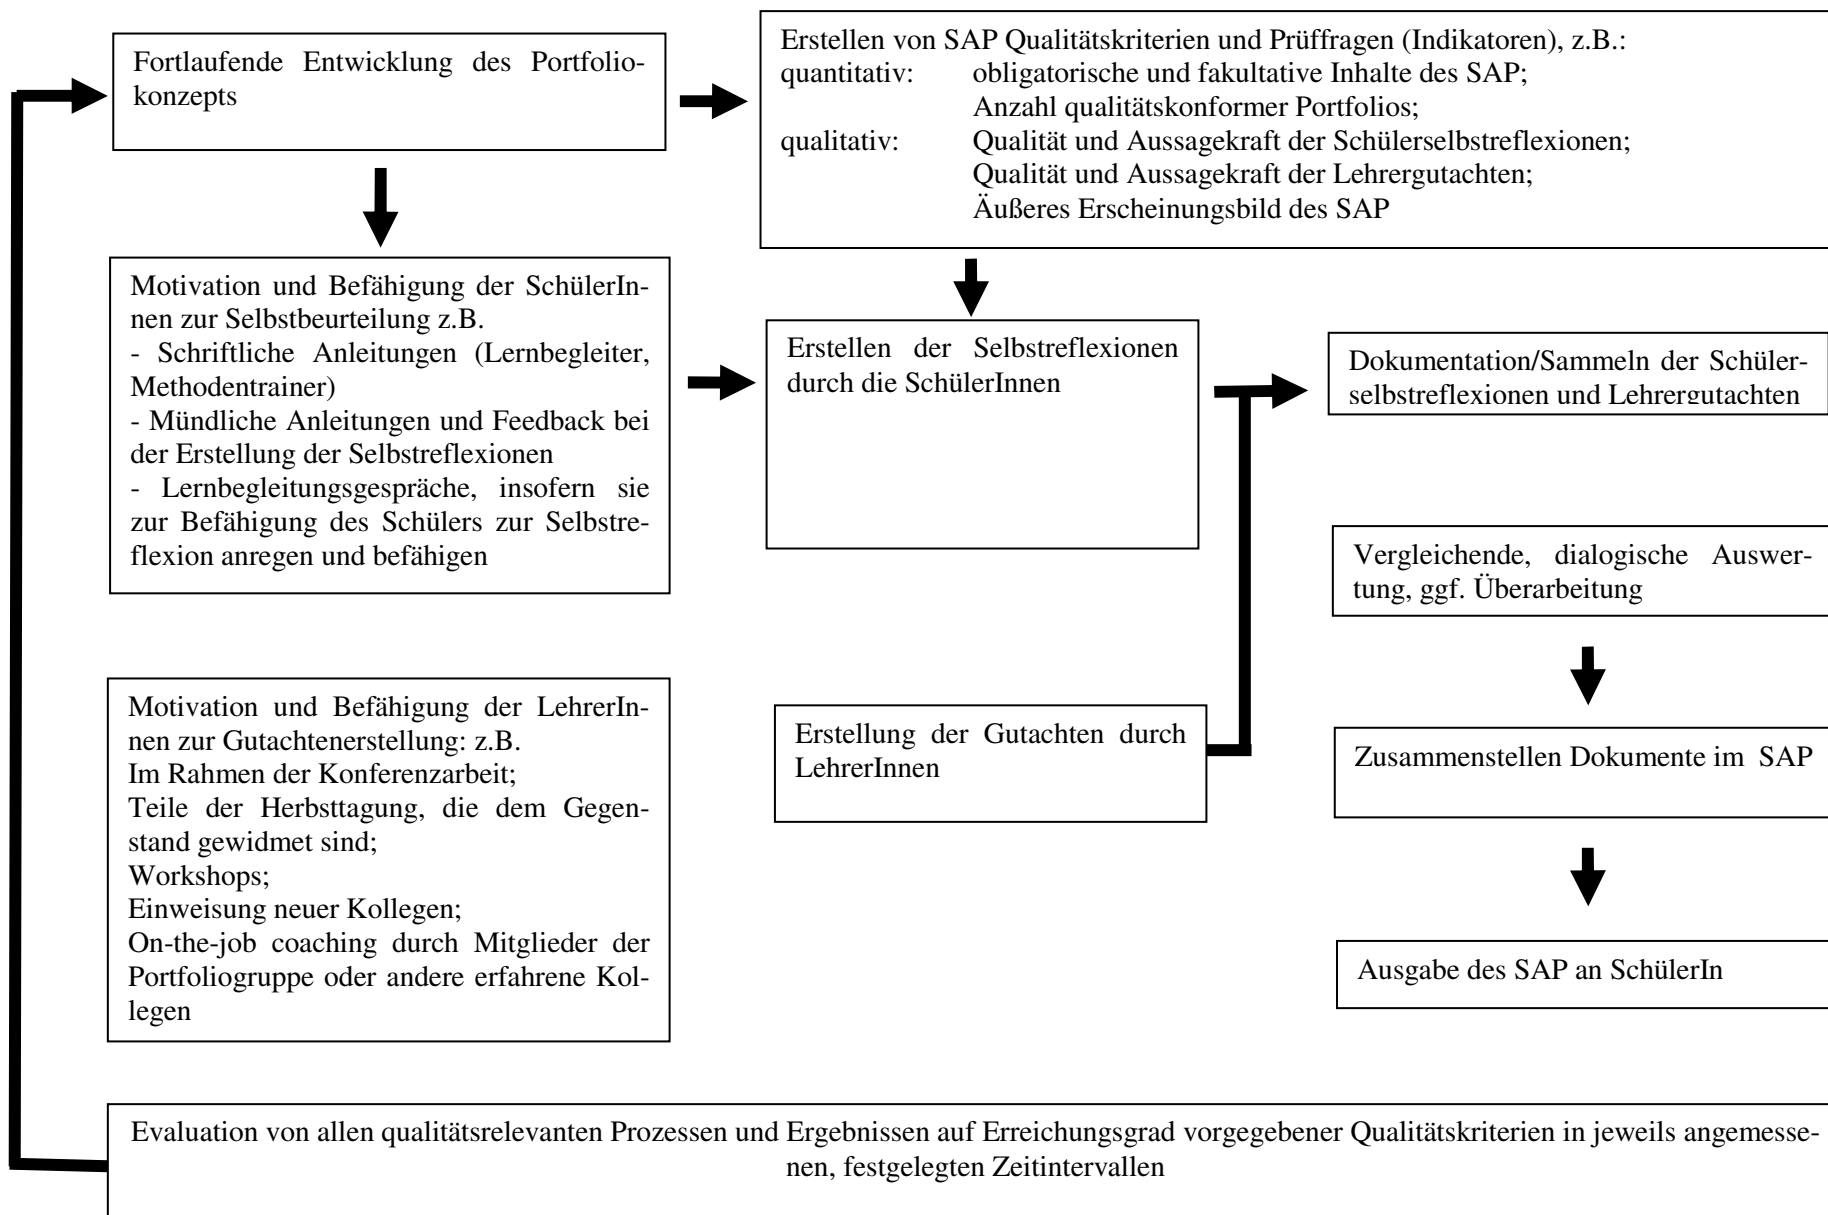 Fortlaufende Entwicklung des Portfolio-
konzepts
Erstellen von SAP Qualitätskriterien und Prüffragen (Indikatoren), z.B.:
quantitativ: obligatorische und fakultative Inhalte des SAP;
Anzahl qualitätskonformer Portfolios;
qualitativ: Qualität und Aussagekraft der Schülerselbstreflexionen;
Qualität und Aussagekraft der Lehrergutachten;
Äußeres Erscheinungsbild des SAP
Motivation und Befähigung der SchülerIn-
nen zur Selbstbeurteilung z.B.
- Schriftliche Anleitungen (Lernbegleiter,
Methodentrainer)
- Mündliche Anleitungen und Feedback bei
der Erstellung der Selbstreflexionen
- Lernbegleitungsgespräche, insofern sie
zur Befähigung des Schülers zur Selbstre-
flexion anregen und befähigen
Erstellen der Selbstreflexionen
durch die SchülerInnen
Dokumentation/Sammeln der Schüler-
selbstreflexionen und Lehrergutachten
Vergleichende, dialogische Auswer-
tung, ggf. Überarbeitung
Motivation und Befähigung der LehrerIn-
nen zur Gutachtenerstellung: z.B.
Im Rahmen der Konferenzarbeit;
Teile der Herbsttagung, die dem Gegen-
stand gewidmet sind;
Workshops;
Einweisung neuer Kollegen;
On-the-job coaching durch Mitglieder der
Portfoliogruppe oder andere erfahrene Kol-
legen
Erstellung der Gutachten durch
LehrerInnen
Zusammenstellen Dokumente im SAP
Ausgabe des SAP an SchülerIn
Evaluation von allen qualitätsrelevanten Prozessen und Ergebnissen auf Erreichungsgrad vorgegebener Qualitätskriterien in jeweils angemesse-
nen, festgelegten Zeitintervallen